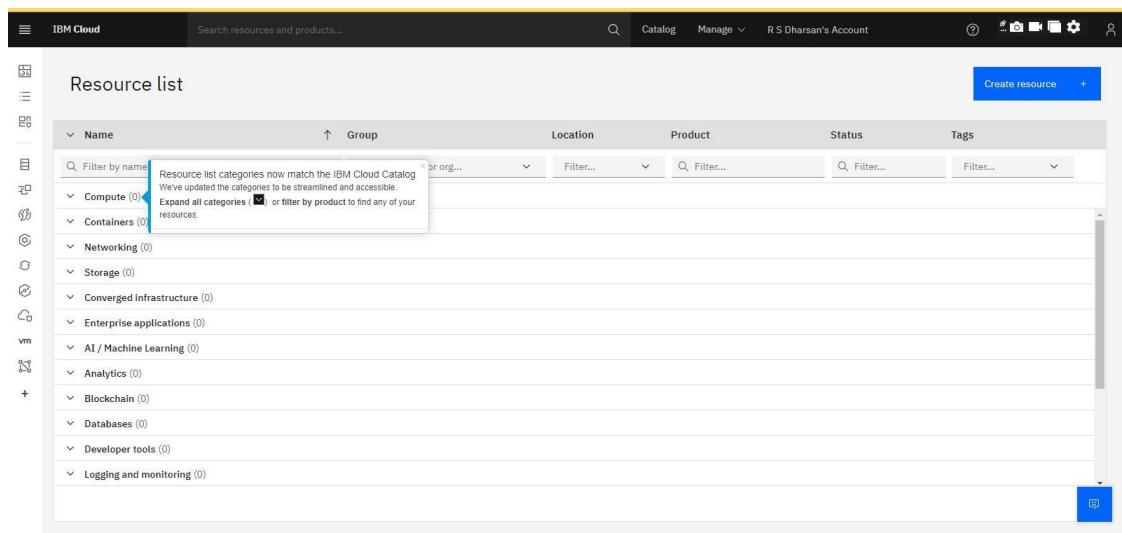 IBM Cloud
Search resources and products...
Catalog
Manage
R S Dharsan's Account
Resource list
Create resource +
Name
Group
Location
Product
Status
Tags
Filter by name
or org...
Filter...
Filter...
Filter...
Filter...
Resource list categories now match the IBM Cloud Catalog
We've updated the categories to be streamlined and accessible.
Expand all categories ( ) or filter by product to find any of your
resources.
Compute (0)
Containers (0)
Networking (0)
Storage (0)
Converged infrastructure (0)
Enterprise applications (0)
AI / Machine Learning (0)
Analytics (0)
Blockchain (0)
Databases (0)
Developer tools (0)
Logging and monitoring (0)
vm